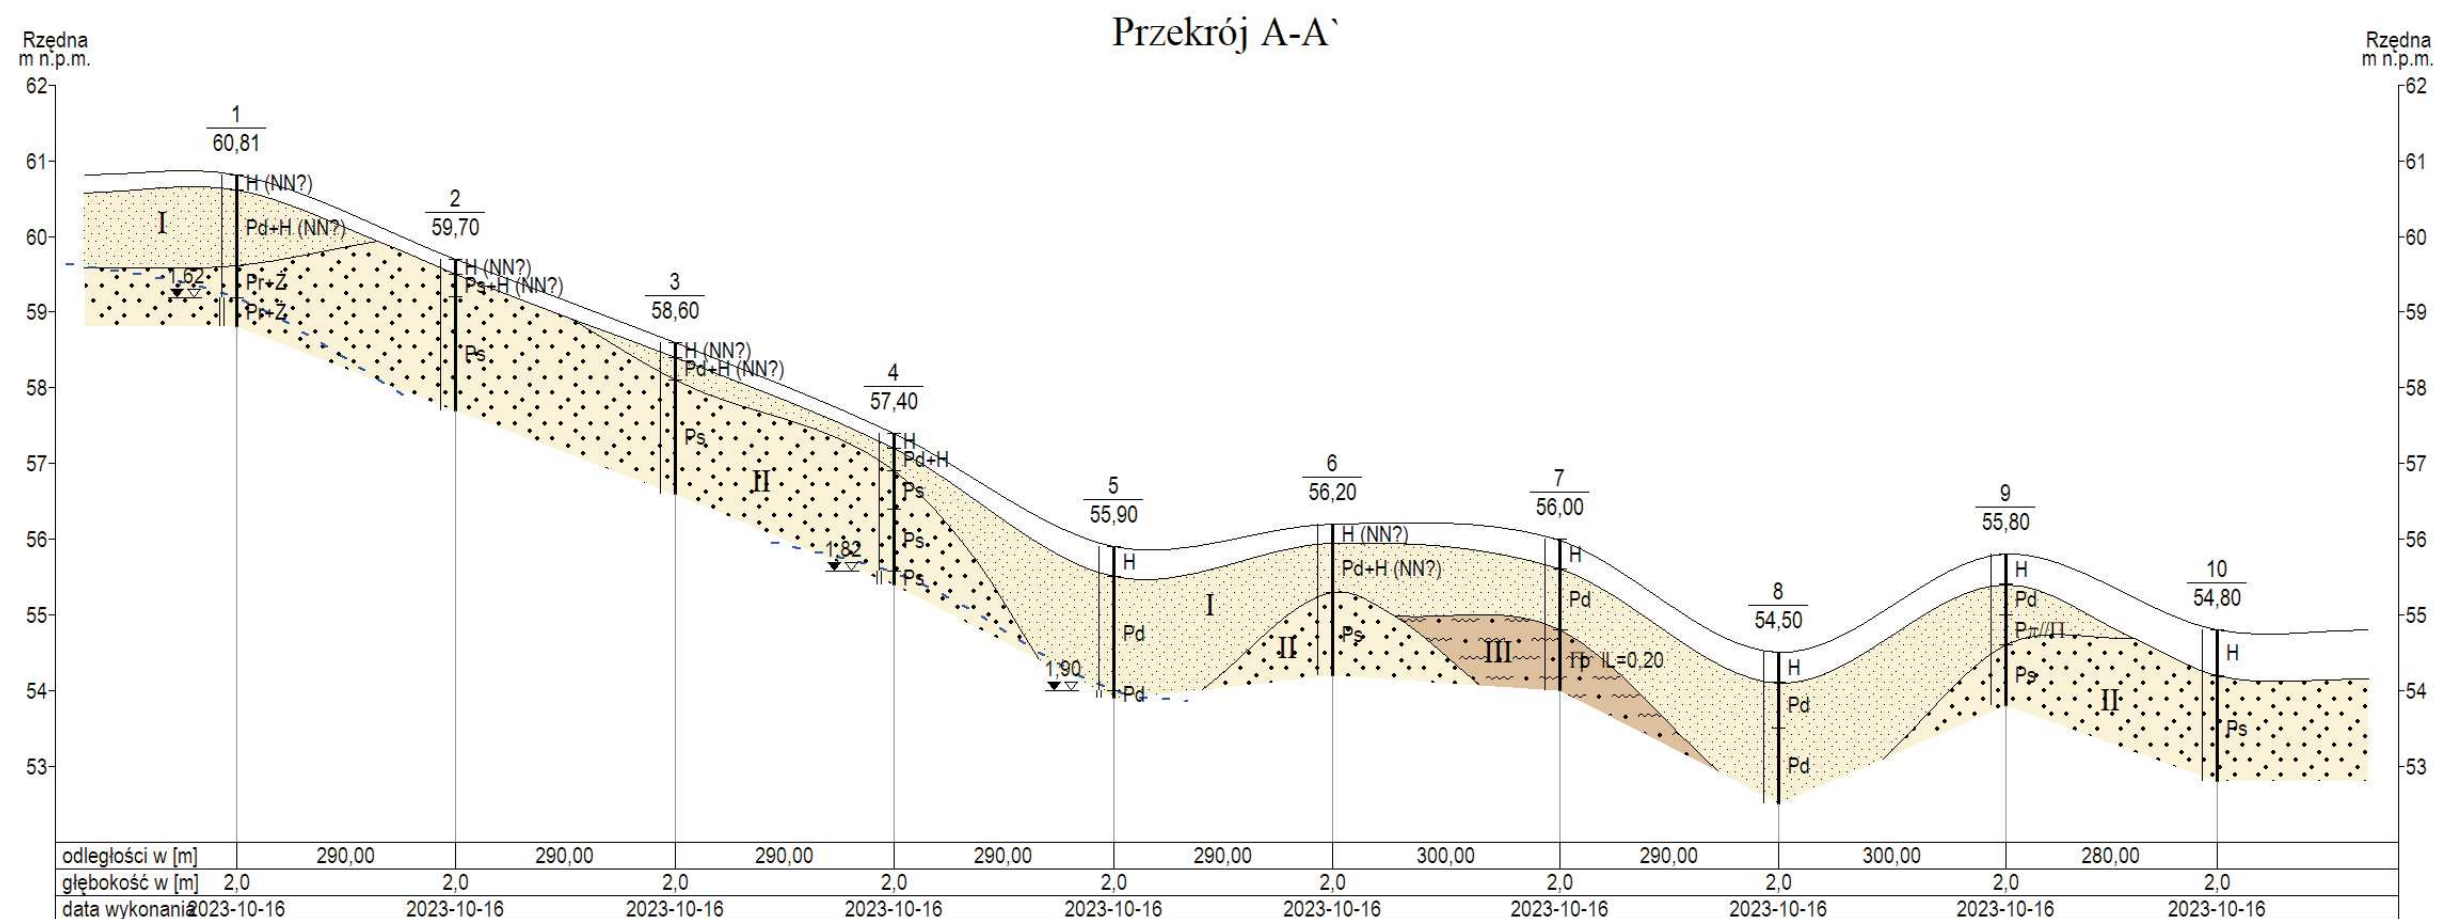 Przekrój A-A`
Rzędna
m n.p.m.
Rzędna
m n.p.m.
62
61
60
59
58
57
56
55
54
53
62
61
60
59
58
57
56
55
54
53
1
60,81
H (NN?)
Pd+H (NN?)
Pr+Ż
Pr+Ż
1,62
I
2
59,70
H (NN?)
Ps+H (NN?)
Ps
3
58,60
H (NN?)
Pd+H (NN?)
Ps
II
4
57,40
H
Pd+H
Ps
Ps
Ps
1,82
5
55,90
H
Pd
Pd
1,90
I
6
56,20
H (NN?)
Pd+H (NN?)
Ps
II
III
7
56,00
H
Pd
Πp IL=0,20
8
54,50
H
Pd
Pd
9
55,80
H
Pd
Pπ//Π
Ps
II
10
54,80
H
Ps
odległości w [m] 290,00 290,00 290,00 290,00 290,00 300,00 290,00 300,00 280,00
głębokość w [m] 2,0 2,0 2,0 2,0 2,0 2,0 2,0 2,0 2,0 2,0
data wykonania 2023-10-16 2023-10-16 2023-10-16 2023-10-16 2023-10-16 2023-10-16 2023-10-16 2023-10-16 2023-10-16 2023-10-16